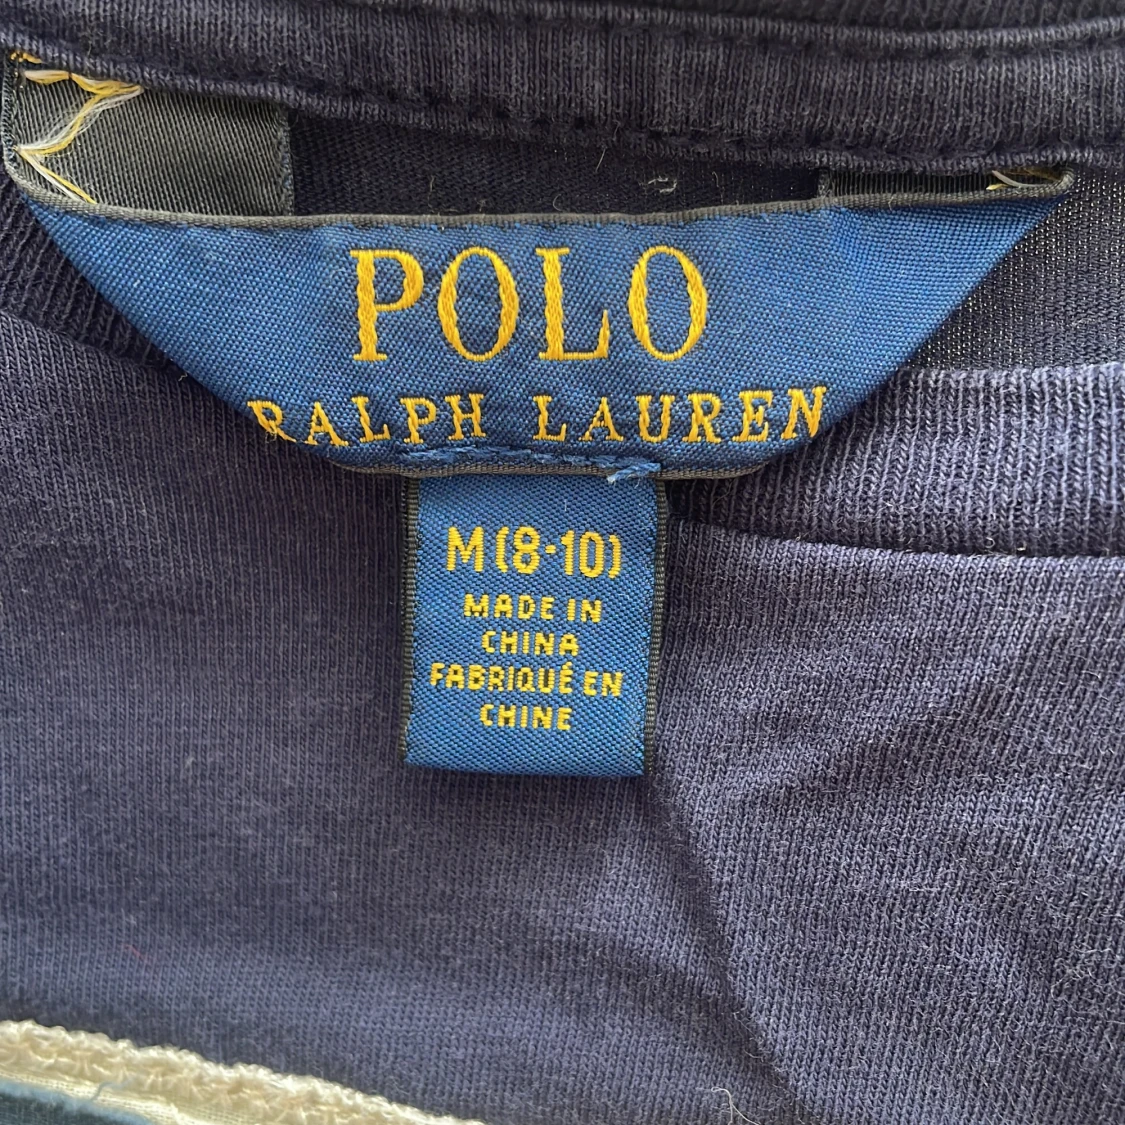 POLO
RALPH LAUREN
M(8-10)
MADE IN
CHINA
FABRIQUÉ EN
CHINE